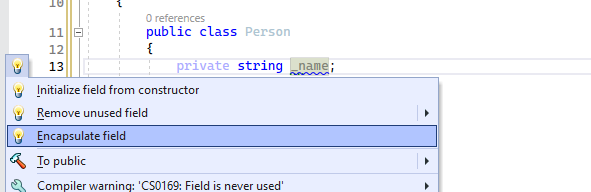 10
{
0 references
11 public class Person
12 {
13 private string _name;
Initialize field from constructor
Remove unused field
Encapsulate field
To public
Compiler warning: 'CS0169: Field is never used'